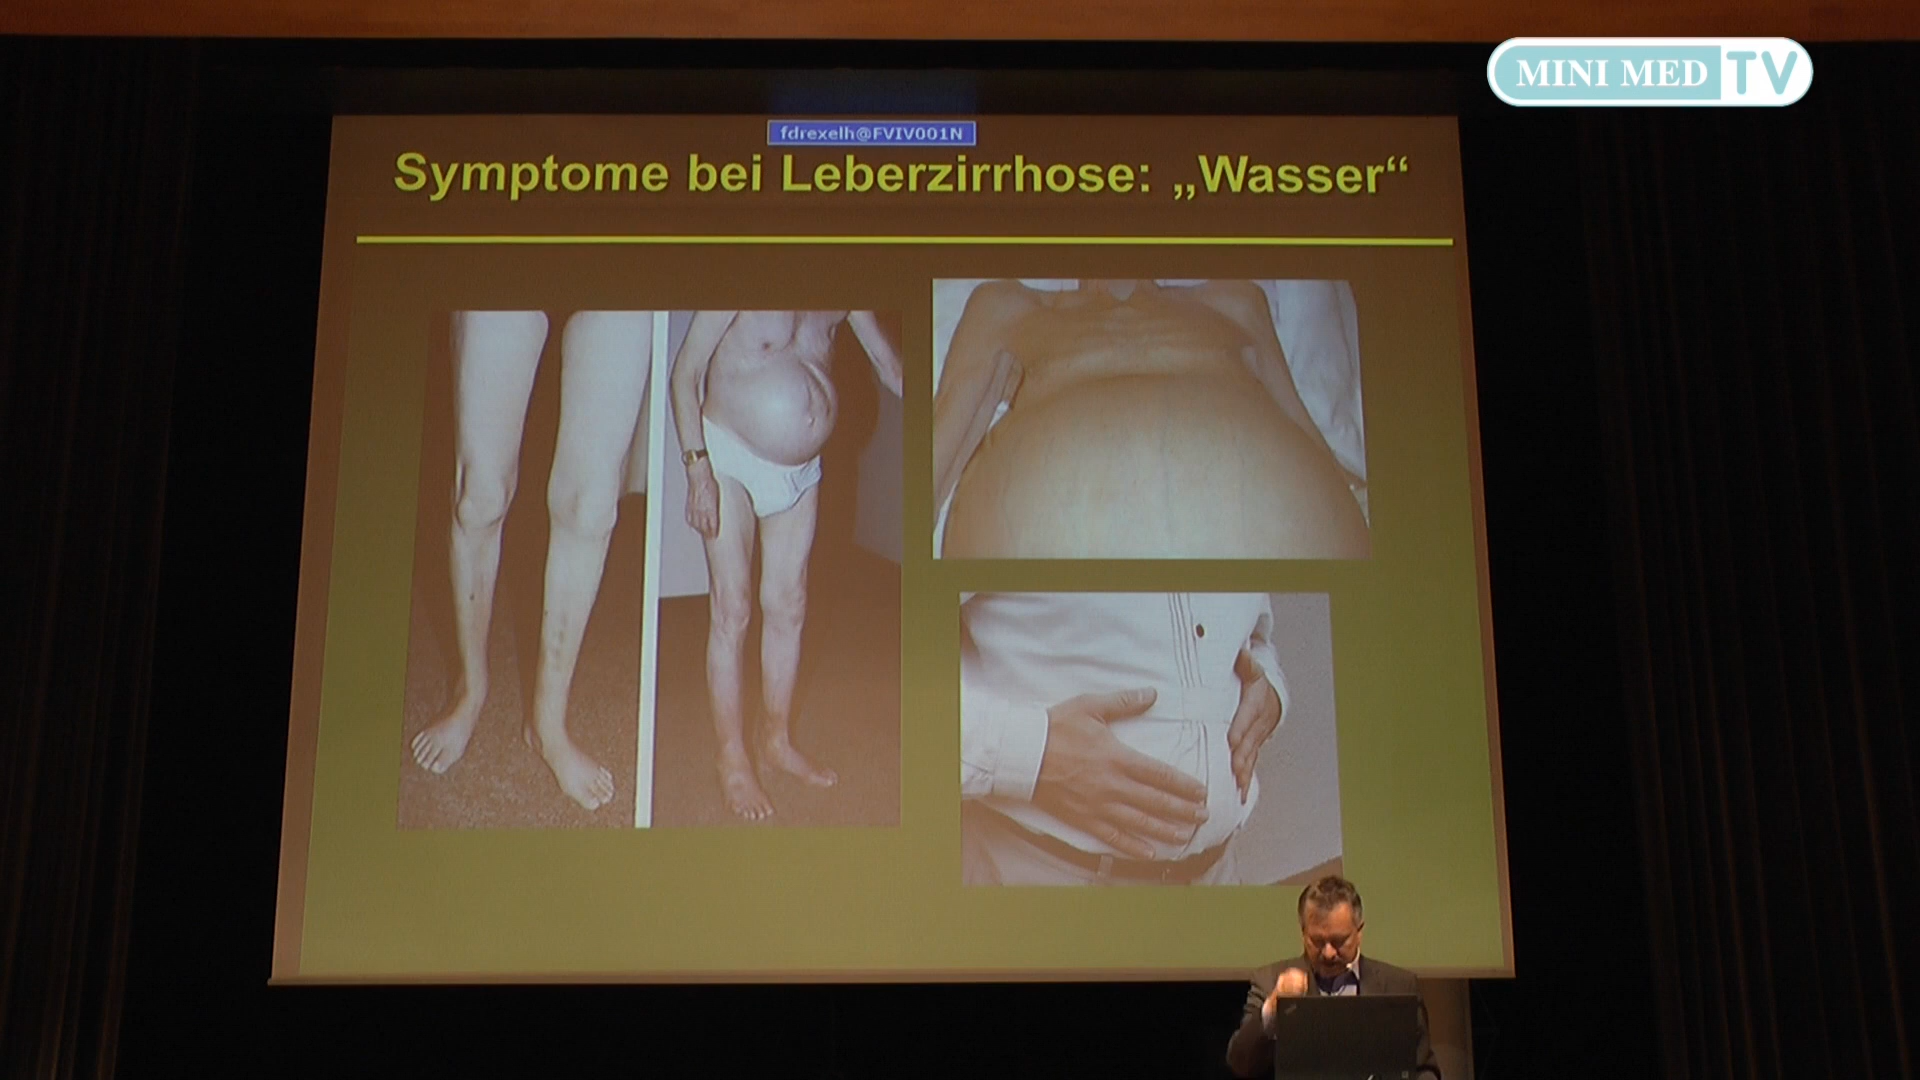 MINI MED TV
fdrexelh@FVIV001N
Symptome bei Leberzirrhose: „Wasser“